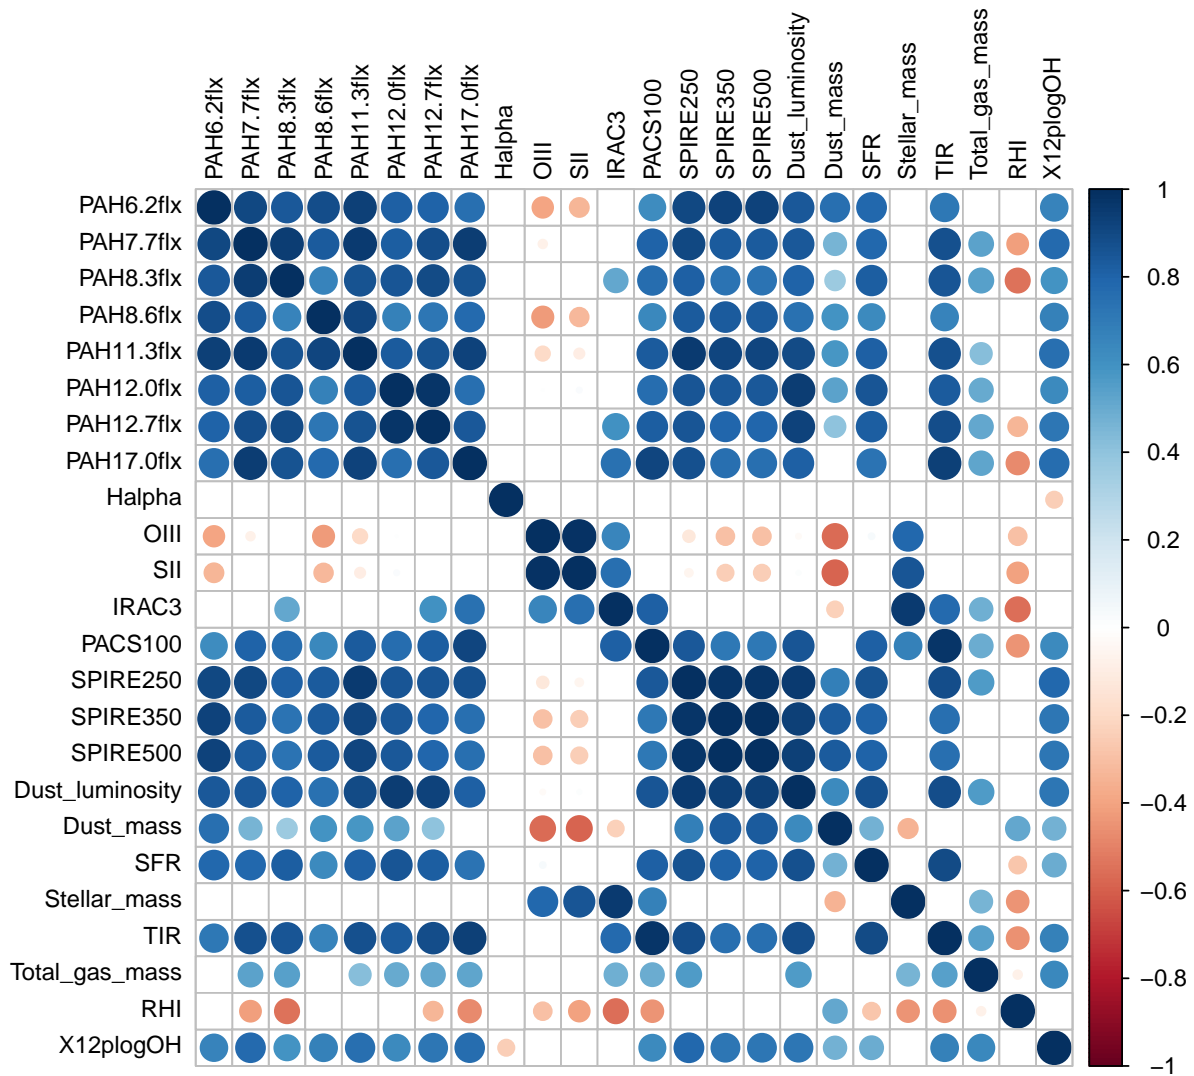 PAH6.2flx
PAH7.7flx
PAH8.3flx
PAH8.6flx
PAH11.3flx
PAH12.0flx
PAH12.7flx
PAH17.0flx
Halpha
OIII
SII
IRAC3
PACS100
SPIRE250
SPIRE350
SPIRE500
Dust_luminosity
Dust_mass
SFR
Stellar_mass
TIR
Total_gas_mass
RHI
X12plogOH
PAH6.2flx
PAH7.7flx
PAH8.3flx
PAH8.6flx
PAH11.3flx
PAH12.0flx
PAH12.7flx
PAH17.0flx
Halpha
OIII
SII
IRAC3
PACS100
SPIRE250
SPIRE350
SPIRE500
Dust_luminosity
Dust_mass
SFR
Stellar_mass
TIR
Total_gas_mass
RHI
X12plogOH
1
0.8
0.6
0.4
0.2
0
−0.2
−0.4
−0.6
−0.8
−1